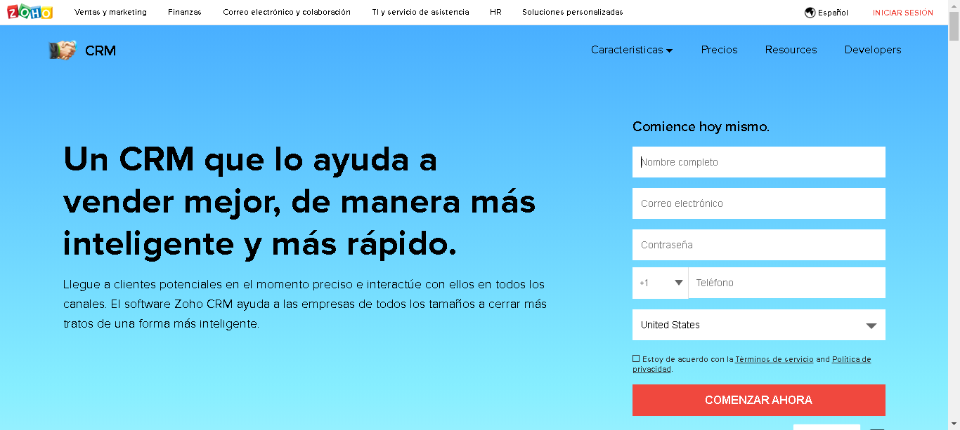 ZOHO Ventas y marketing Finanzas Correo electrónico y colaboración TI y servicio de asistencia HR Soluciones personalizadas Español INICIAR SESIÓN
CRM Características Precios Resources Developers
Un CRM que lo ayuda a
vender mejor, de manera más
inteligente y más rápido.
Llegue a clientes potenciales en el momento preciso e interactúe con ellos en todos los
canales. El software Zoho CRM ayuda a las empresas de todos los tamaños a cerrar más
tratos de una forma más inteligente.
Comience hoy mismo.
Nombre completo
Correo electrónico
Contraseña
+1 Teléfono
United States
Estoy de acuerdo con la Términos de servicio and Política de
privacidad.
COMENZAR AHORA